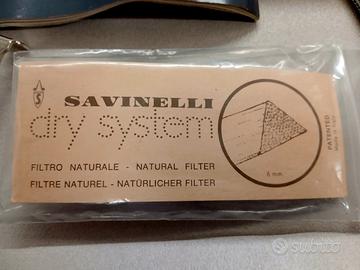 S
SAVINELLI
dry system
FILTRO NATURALE - NATURAL FILTER
FILTRE NATUREL - NATÜRLICHER FILTER
6 mm.
PATENTED
subito